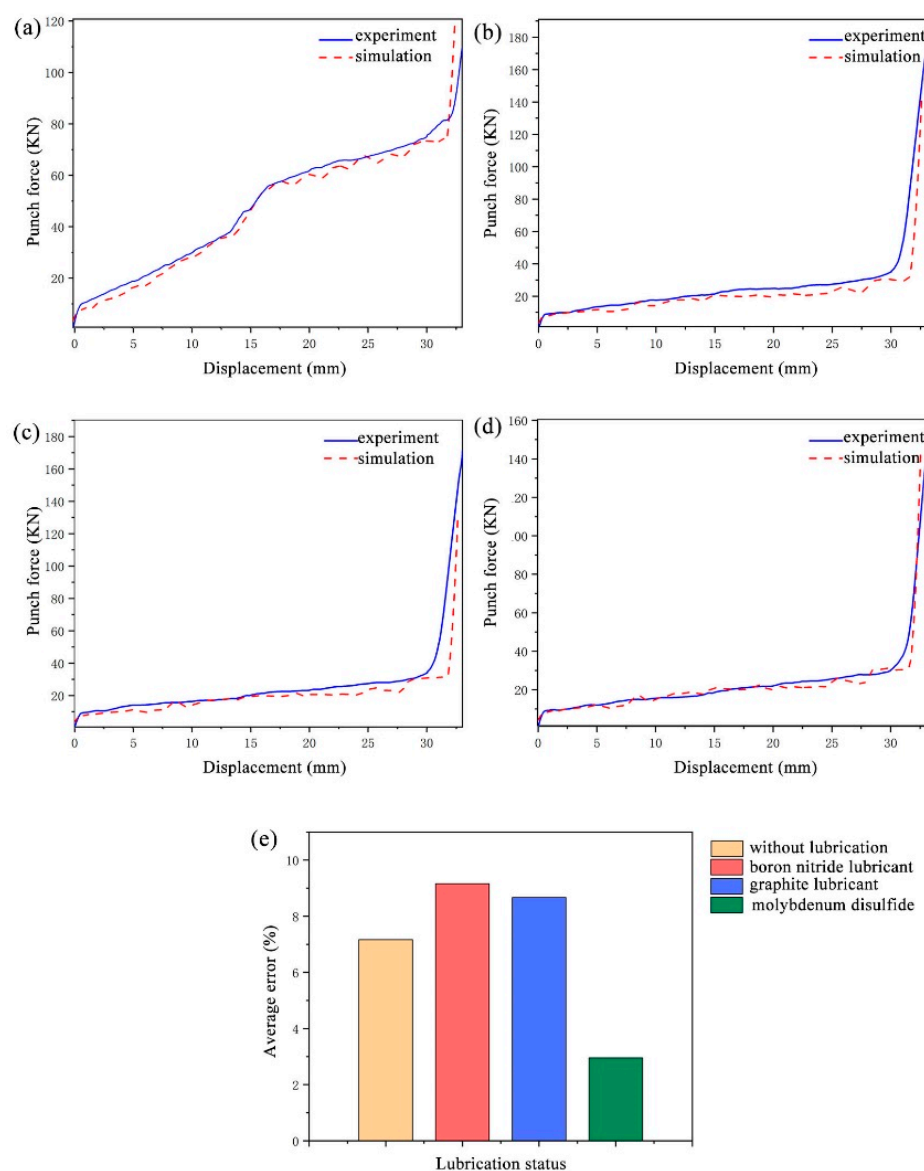 (a)
experiment
simulation
120
100
80
60
40
20
Punch force (KN)
0 5 10 15 20 25 30
Displacement (mm)
(b)
experiment
simulation
180
160
140
120
100
80
60
40
20
Punch force (KN)
0 5 10 15 20 25 30
Displacement (mm)
(c)
experiment
simulation
180
160
140
120
100
80
60
40
20
Punch force (KN)
0 5 10 15 20 25 30
Displacement (mm)
(d)
experiment
simulation
160
140
120
.00
80
60
40
20
Punch force (KN)
0 5 10 15 20 25 30
Displacement (mm)
(e)
10
8
6
4
2
0
Average error (%)
Lubrication status
without lubrication
boron nitride lubricant
graphite lubricant
molybdenum disulfide